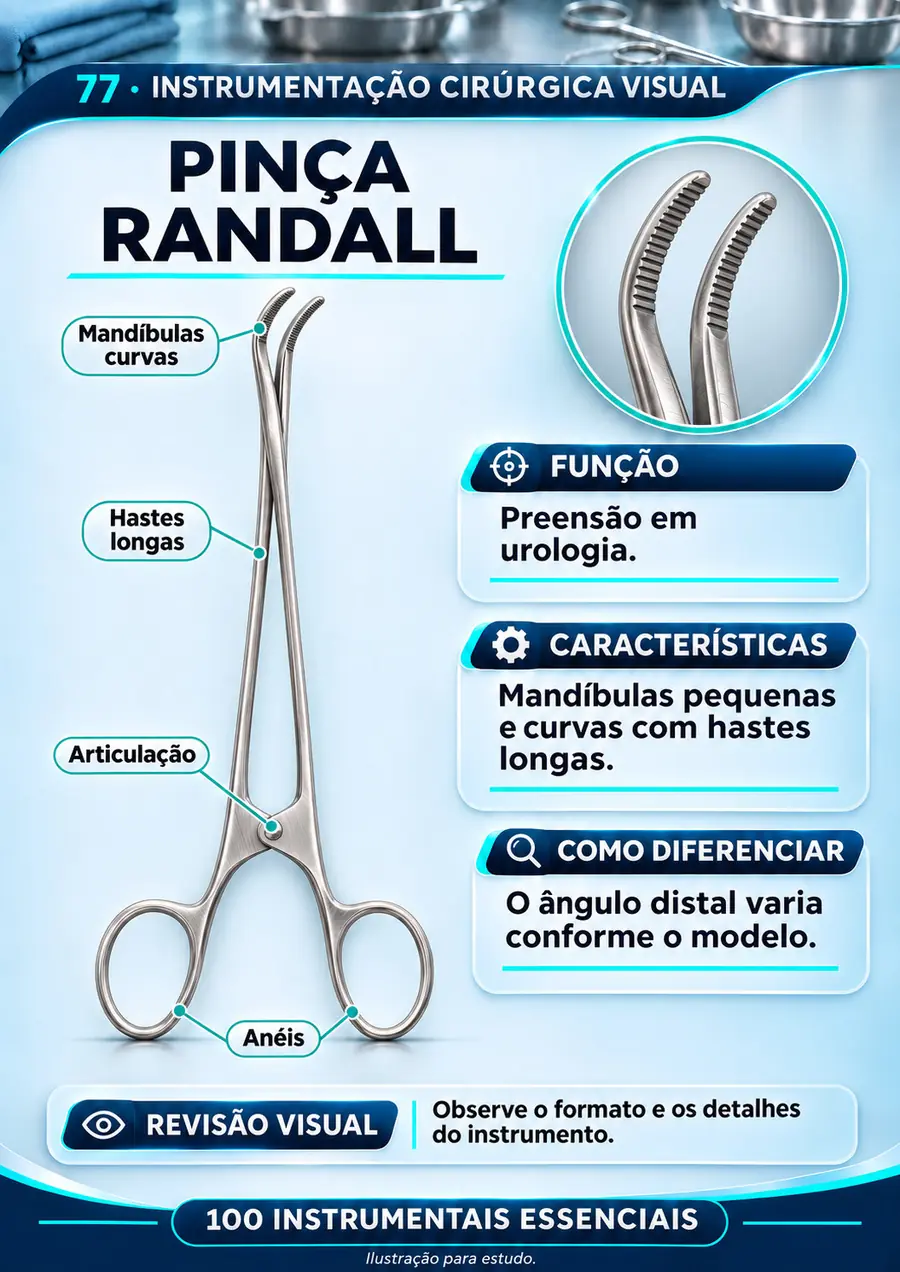 77 · INSTRUMENTAÇÃO CIRÚRGICA VISUAL
PINÇA
RANDALL
Mandíbulas
curvas
Hastes
longas
Articulação
Anéis
FUNÇÃO
Preensão em
urologia.
CARACTERÍSTICAS
Mandíbulas pequenas
e curvas com hastes
longas.
COMO DIFERENCIAR
O ângulo distal varia
conforme o modelo.
REVISÃO VISUAL
Observe o formato e os detalhes
do instrumento.
100 INSTRUMENTAIS ESSENCIAIS
Ilustração para estudo.